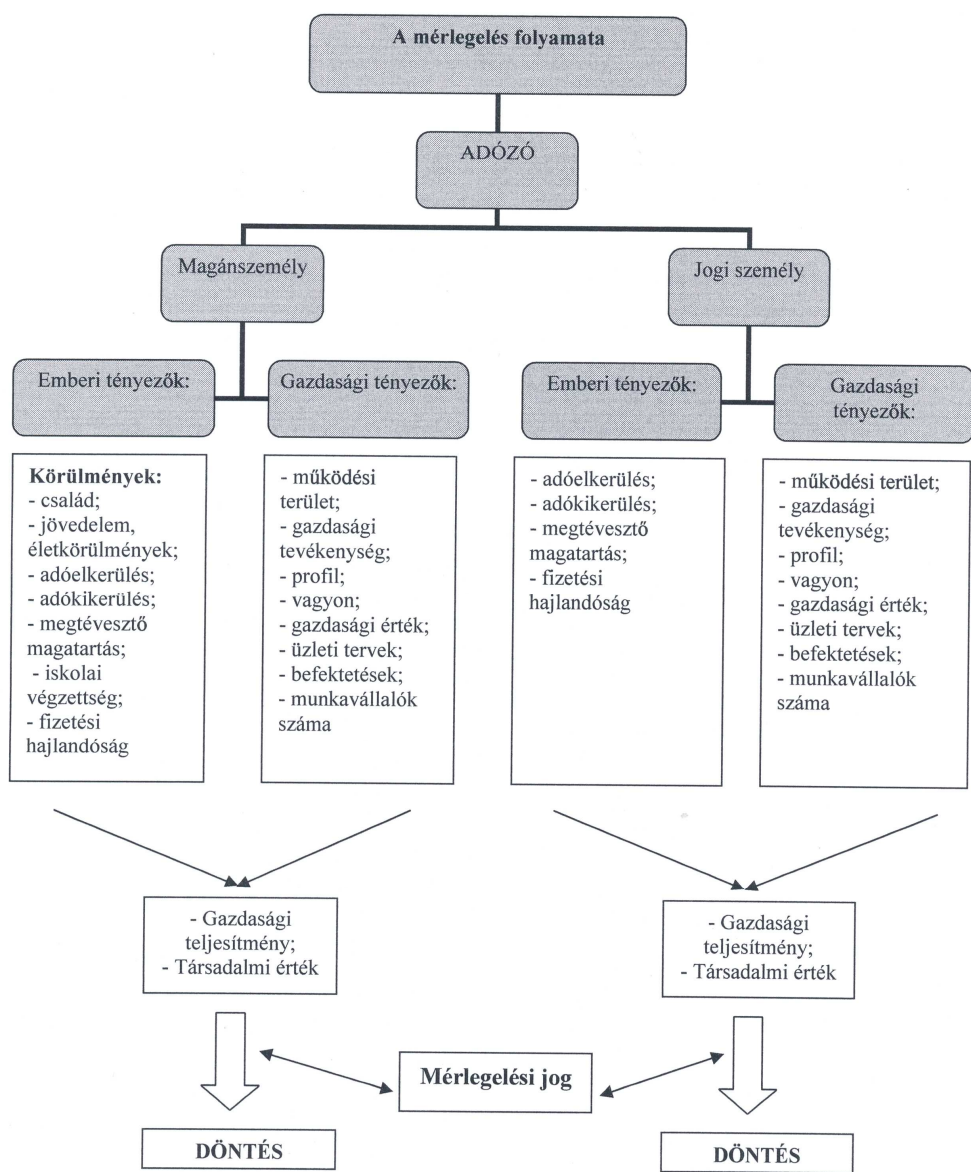 A mérlegelés folyamata
ADÓZÓ
Magánszemély
Jogi személy
Emberi tényezők:
Gazdasági tényezők:
Emberi tényezők:
Gazdasági
tényezők:
Körülmények:
- család;
- jövedelem,
életkörülmények;
- adóelkerülés;
- adókikerülés;
- megtévesztő
magatartás;
- iskolai
végzettség;
- fizetési
hajlandóság
- működési
terület;
- gazdasági
tevékenység;
- profil;
- vagyon;
- gazdasági érték;
- üzleti tervek;
- befektetések;
- munkavállalók
száma
- adóelkerülés;
- adókikerülés;
- megtévesztő
magatartás;
- fizetési
hajlandóság
- működési terület;
- gazdasági
tevékenység;
- profil;
- vagyon;
- gazdasági érték;
- üzleti tervek;
- befektetések;
- munkavállalók
száma
- Gazdasági
teljesítmény;
- Társadalmi érték
- Gazdasági
teljesítmény;
- Társadalmi érték
Mérlegelési jog
DÖNTÉS
DÖNTÉS